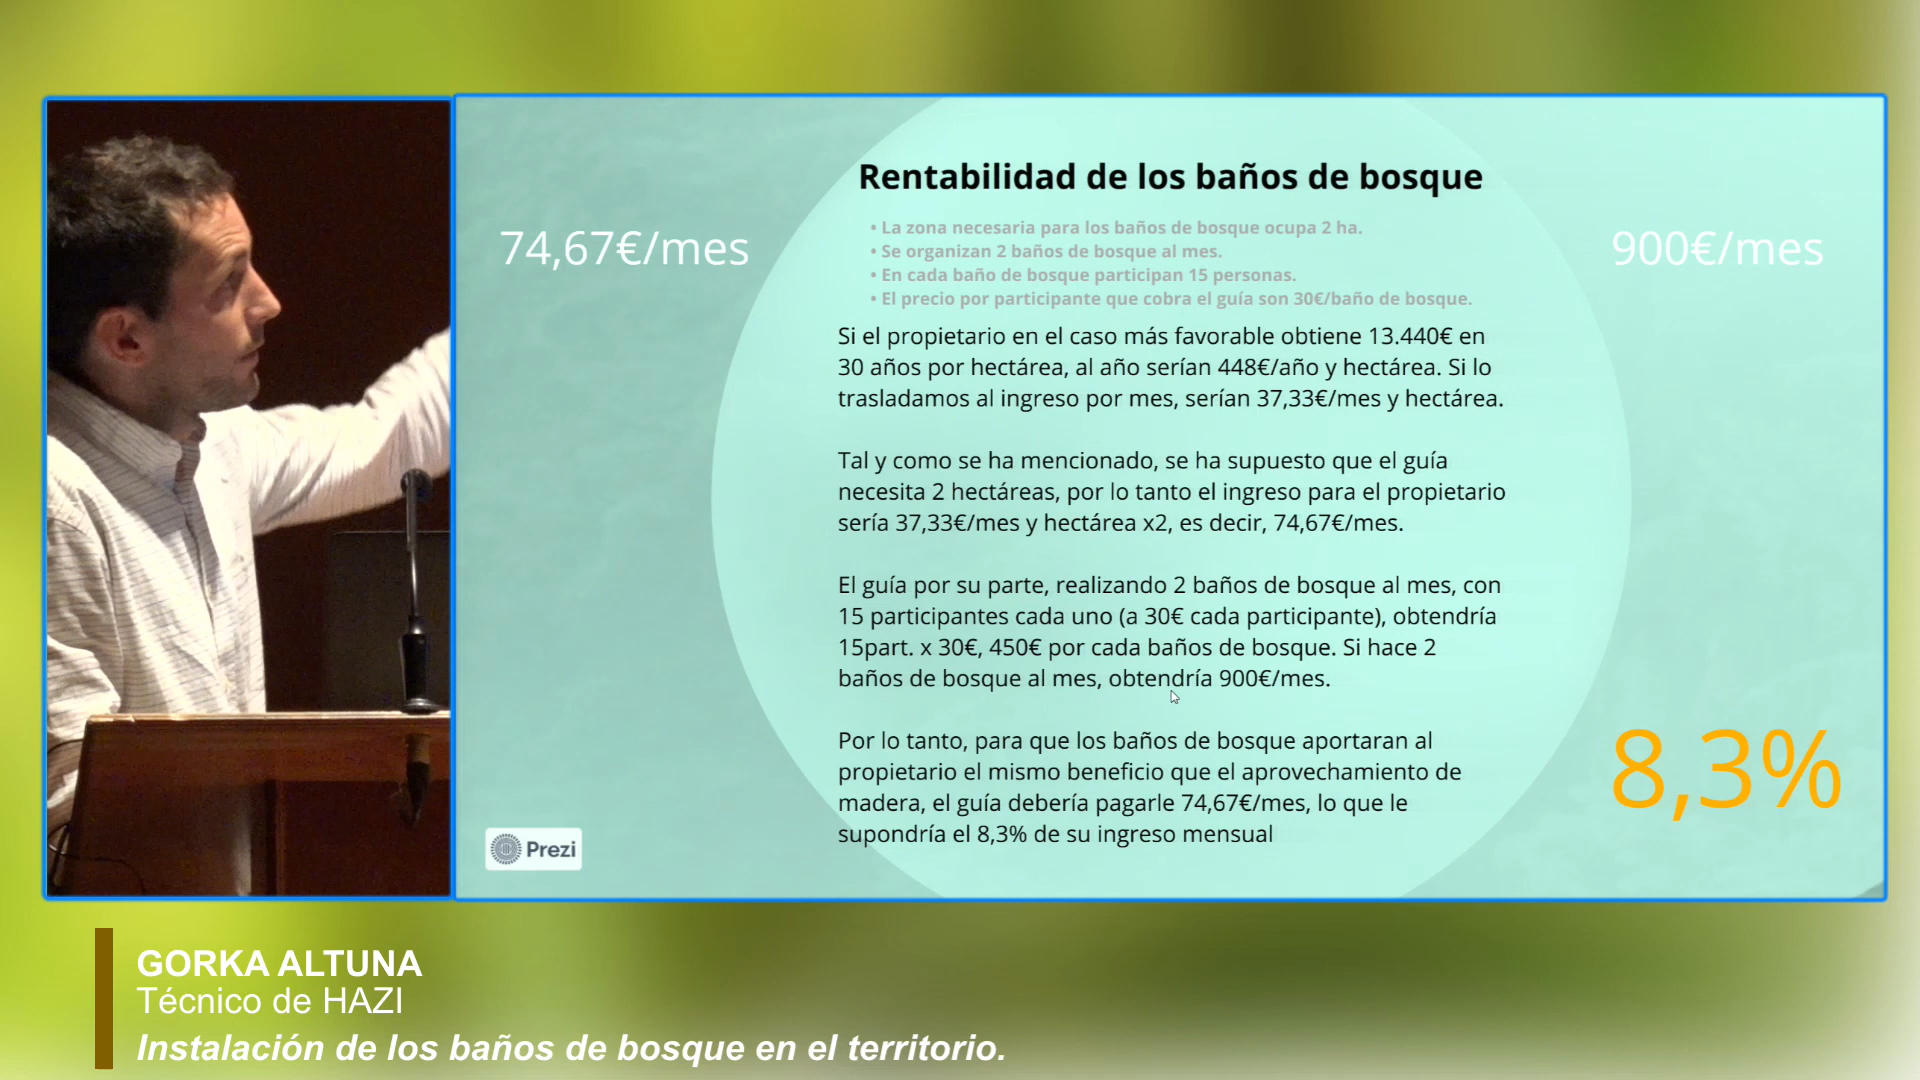 Rentabilidad de los baños de bosque
74,67€/mes
900€/mes
• La zona necesaria para los baños de bosque ocupa 2 ha.
• Se organizan 2 baños de bosque al mes.
• En cada baño de bosque participan 15 personas.
• El precio por participante que cobra el guía son 30€/baño de bosque.
Si el propietario en el caso más favorable obtiene 13.440€ en
30 años por hectárea, al año serían 448€/año y hectárea. Si lo
trasladamos al ingreso por mes, serían 37,33€/mes y hectárea.
Tal y como se ha mencionado, se ha supuesto que el guía
necesita 2 hectáreas, por lo tanto el ingreso para el propietario
sería 37,33€/mes y hectárea x2, es decir, 74,67€/mes.
El guía por su parte, realizando 2 baños de bosque al mes, con
15 participantes cada uno (a 30€ cada participante), obtendría
15part. x 30€, 450€ por cada baños de bosque. Si hace 2
baños de bosque al mes, obtendría 900€/mes.
Por lo tanto, para que los baños de bosque aportaran al
propietario el mismo beneficio que el aprovechamiento de
madera, el guía debería pagarle 74,67€/mes, lo que le
supondría el 8,3% de su ingreso mensual
8,3%
Prezi
GORKA ALTUNA
Técnico de HAZI
Instalación de los baños de bosque en el territorio.